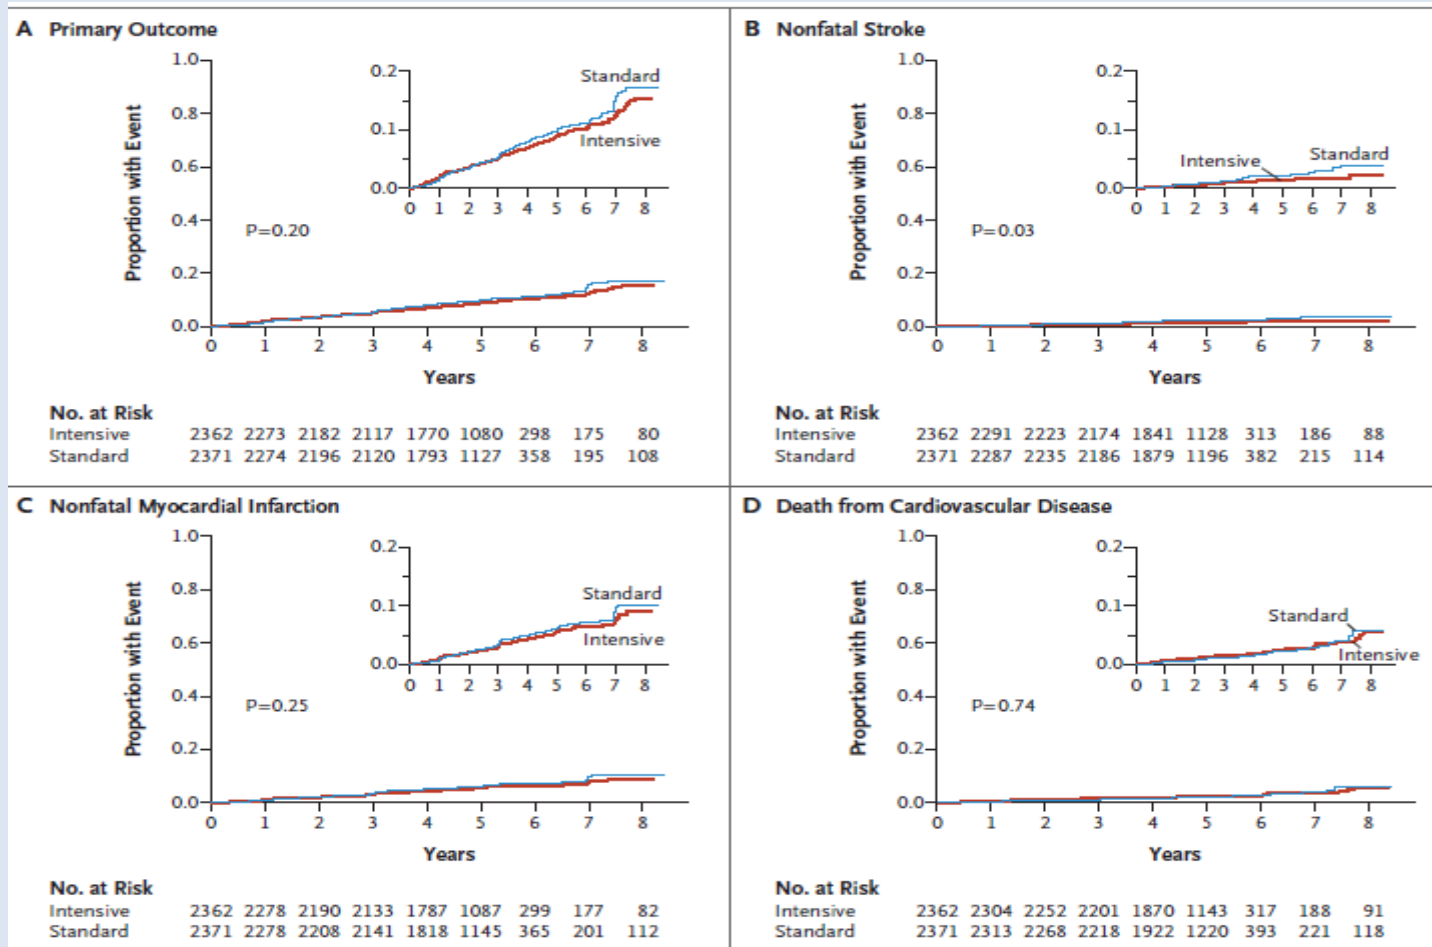 A Primary Outcome
1.0
0.8
0.6
0.4
0.2
0.0
Proportion with Event
0.2
0.1
0.0
Standard
Intensive
0 1 2 3 4 5 6 7 8
P=0.20
0 1 2 3 4 5 6 7 8
Years
No. at Risk
Intensive 2362 2273 2182 2117 1770 1080 298 175 80
Standard 2371 2274 2196 2120 1793 1127 358 195 108
B Nonfatal Stroke
1.0
0.8
0.6
0.4
0.2
0.0
Proportion with Event
0.2
0.1
0.0
Intensive Standard
0 1 2 3 4 5 6 7 8
P=0.03
0 1 2 3 4 5 6 7 8
Years
No. at Risk
Intensive 2362 2291 2223 2174 1841 1128 313 186 88
Standard 2371 2287 2235 2186 1879 1196 382 215 114
C Nonfatal Myocardial Infarction
1.0
0.8
0.6
0.4
0.2
0.0
Proportion with Event
0.2
0.1
0.0
Standard
Intensive
0 1 2 3 4 5 6 7 8
P=0.25
0 1 2 3 4 5 6 7 8
Years
No. at Risk
Intensive 2362 2278 2190 2133 1787 1087 299 177 82
Standard 2371 2278 2208 2141 1818 1145 365 201 112
D Death from Cardiovascular Disease
1.0
0.8
0.6
0.4
0.2
0.0
Proportion with Event
0.2
0.1
0.0
Standard
Intensive
0 1 2 3 4 5 6 7 8
P=0.74
0 1 2 3 4 5 6 7 8
Years
No. at Risk
Intensive 2362 2304 2252 2201 1870 1143 317 188 91
Standard 2371 2313 2268 2218 1922 1220 393 221 118